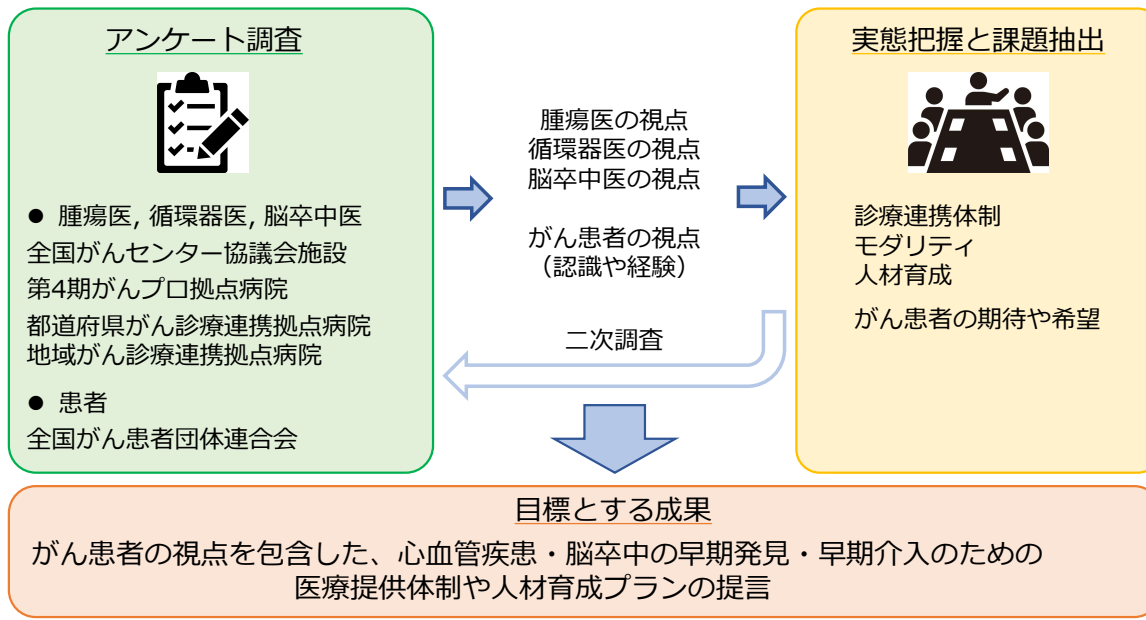 アンケート調査
● 腫瘍医, 循環器医, 脳卒中医
全国がんセンター協議会施設
第4期がんプロ拠点病院
都道府県がん診療連携拠点病院
地域がん診療連携拠点病院
● 患者
全国がん患者団体連合会
腫瘍医の視点
循環器医の視点
脳卒中医の視点
がん患者の視点
（認識や経験）
二次調査
実態把握と課題抽出
診療連携体制
モダリティ
人材育成
がん患者の期待や希望
目標とする成果
がん患者の視点を包含した、心血管疾患・脳卒中の早期発見・早期介入のための
医療提供体制や人材育成プランの提言